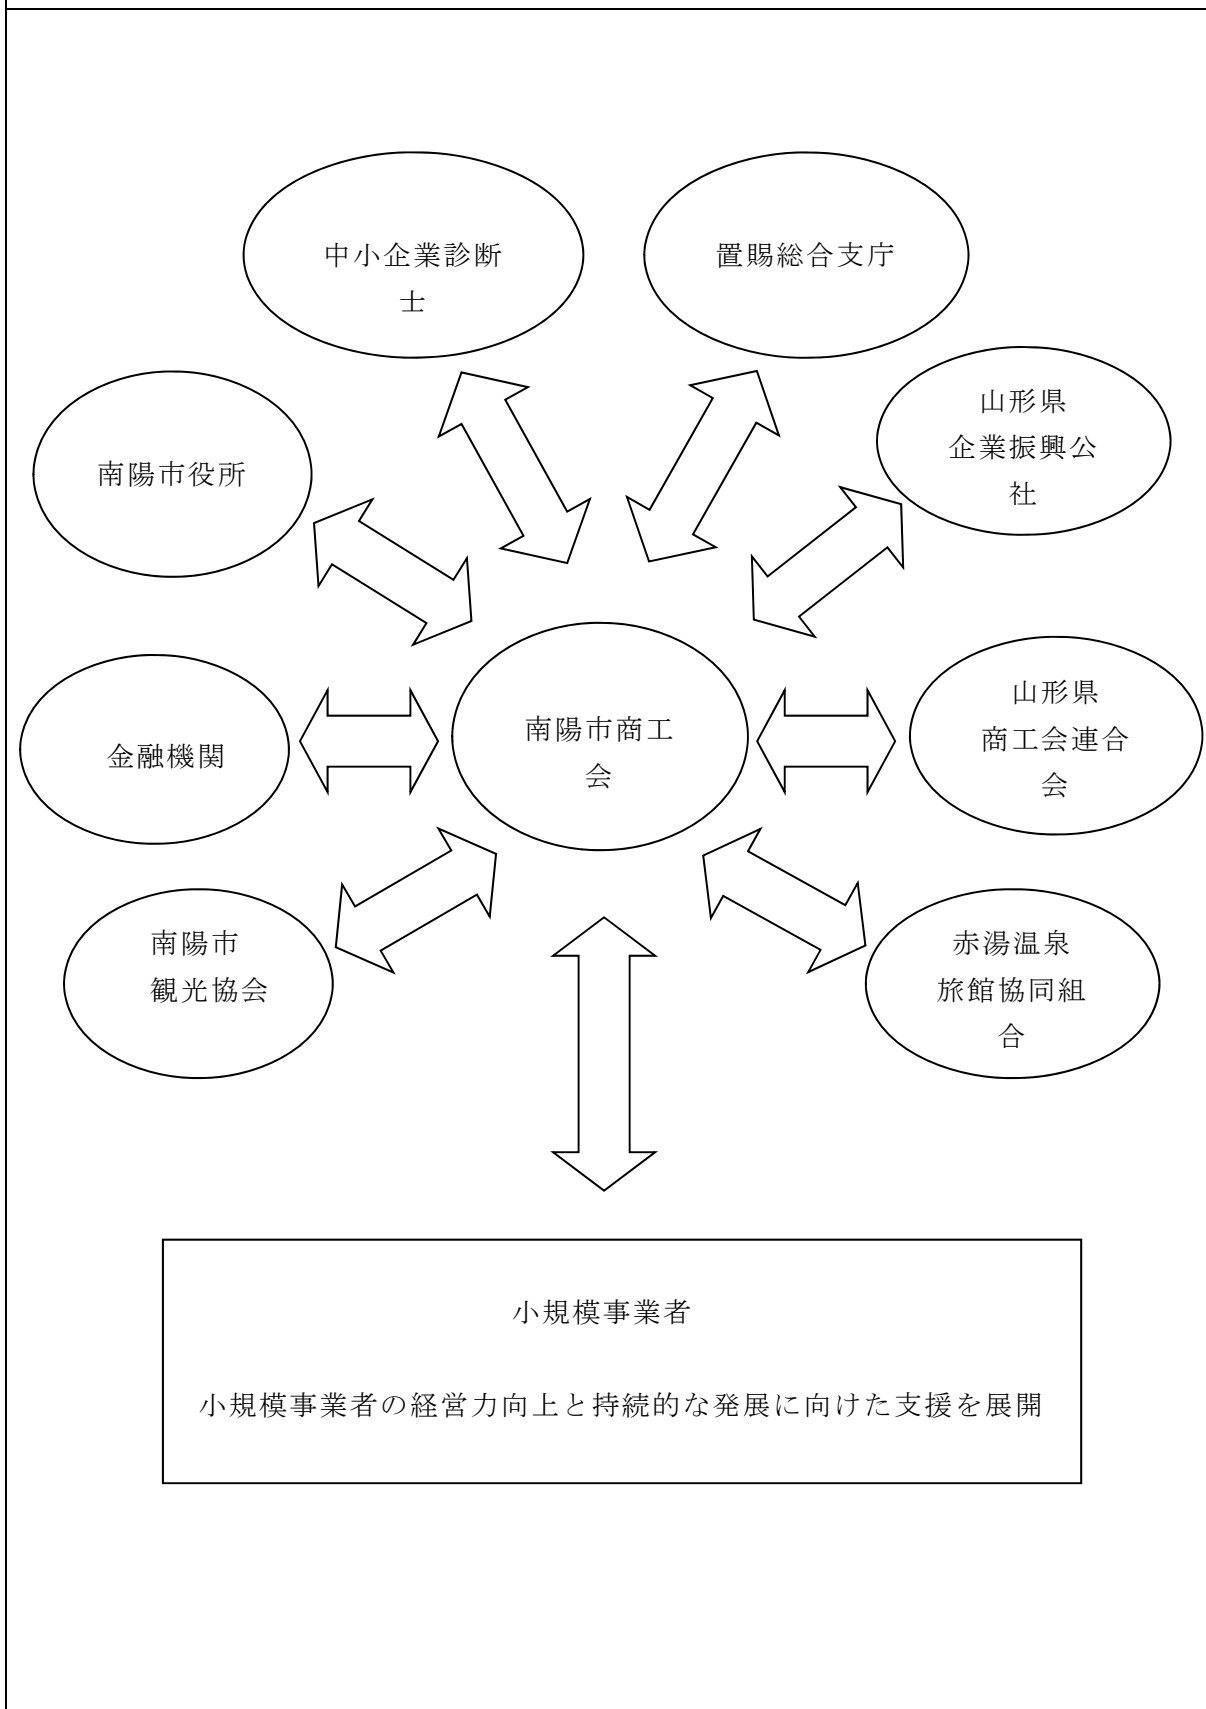 中小企業診断
士
置賜総合支庁
山形県
企業振興公
社
南陽市役所
山形県
商工会連合
会
南陽市商工
会
金融機関
南陽市
観光協会
赤湯温泉
旅館協同組
合
小規模事業者
小規模事業者の経営力向上と持続的な発展に向けた支援を展開